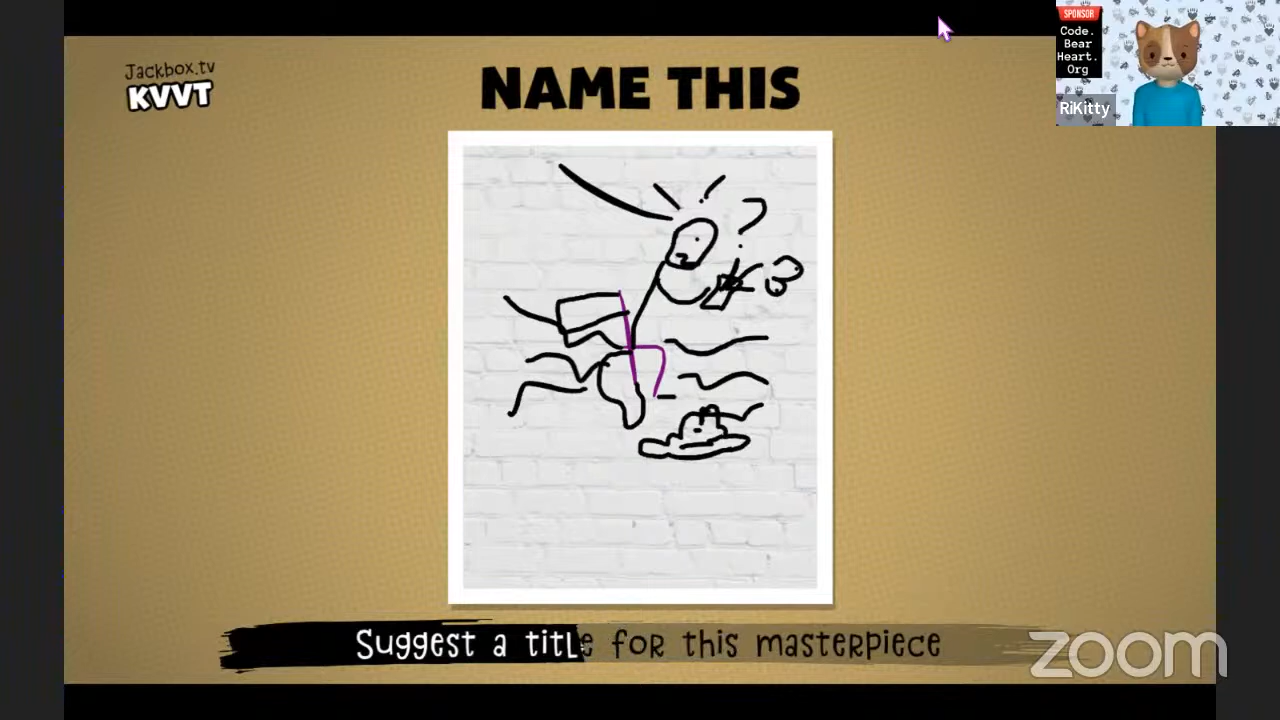 Jackbox.tv
KVVT
NAME THIS
SPONSOR
Code.
Bear
Heart.
Org
RiKitty
?
Suggest a title for this masterpiece
zoom